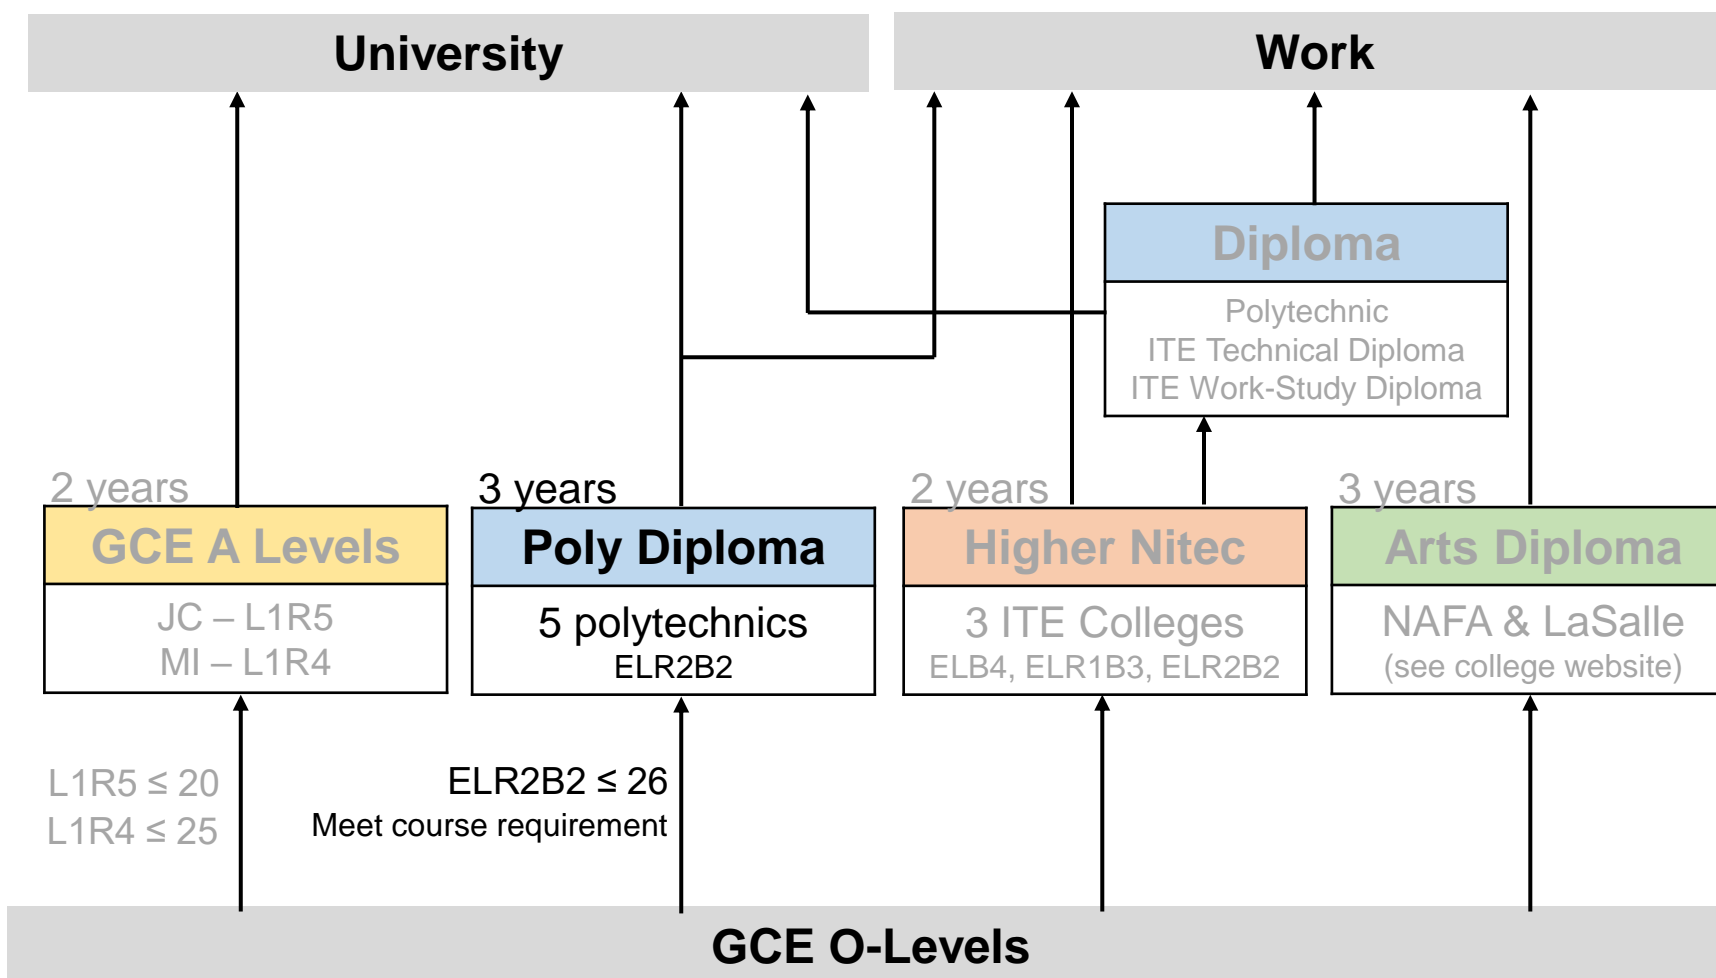 University
Work
Diploma
Polytechnic
ITE Technical Diploma
ITE Work-Study Diploma
2 years
GCE A Levels
JC – L1R5
MI – L1R4
3 years
Poly Diploma
5 polytechnics
ELR2B2
2 years
Higher Nitec
3 ITE Colleges
ELB4, ELR1B3, ELR2B2
3 years
Arts Diploma
NAFA & LaSalle
(see college website)
L1R5 ≤ 20
L1R4 ≤ 25
ELR2B2 ≤ 26
Meet course requirement
GCE O-Levels